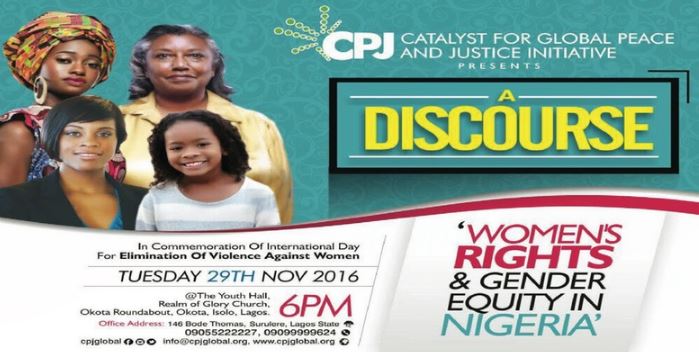 CPJ CATALYST FOR GLOBAL PEACE
AND JUSTICE INITIATIVE
PRESENTS
A
DISCOURSE
In Commemoration Of International Day
For Elimination Of Violence Against Women
TUESDAY 29TH NOV 2016
@The Youth Hall,
Realm of Glory Church,
Okota Roundabout, Okota, Isolo, Lagos.
6PM
Office Address: 146 Bode Thomas, Surulere, Lagos State
09055222227, 09099999624
cpjglobal info@cpjglobal.org, www.cpjglobal.org
'WOMEN'S
RIGHTS
& GENDER
EQUITY IN
NIGERIA'